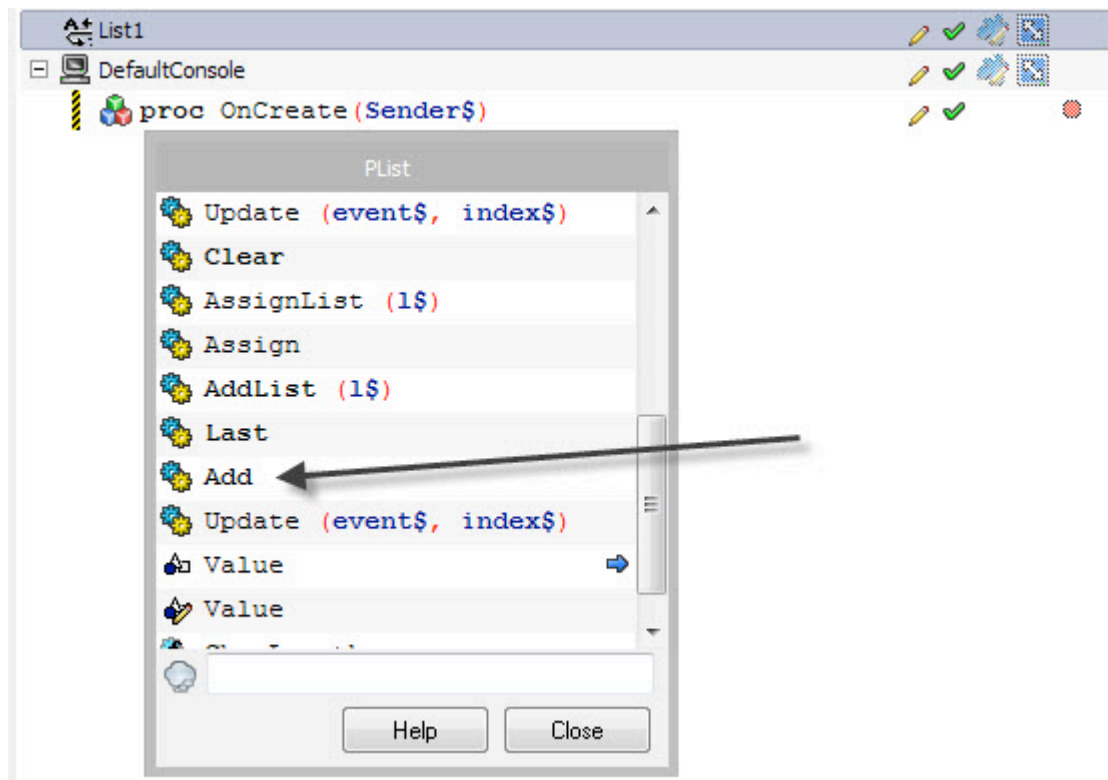 List1
DefaultConsole
proc OnCreate(Sender$)
PList
Update (event$, index$)
Clear
AssignList (l$)
Assign
AddList (l$)
Last
Add
Update (event$, index$)
Value
Value
Help Close